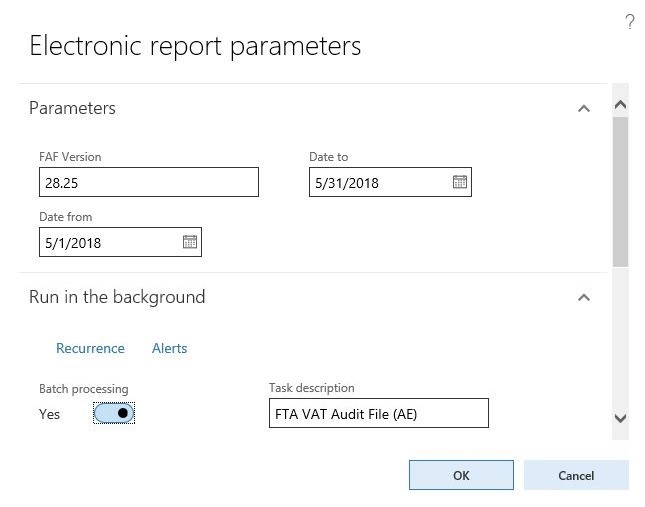 ?
Electronic report parameters
Parameters
FAF Version
Date to
28.25
5/31/2018
Date from
5/1/2018
Run in the background
Recurrence Alerts
Batch processing
Task description
Yes
FTA VAT Audit File (AE)
OK
Cancel